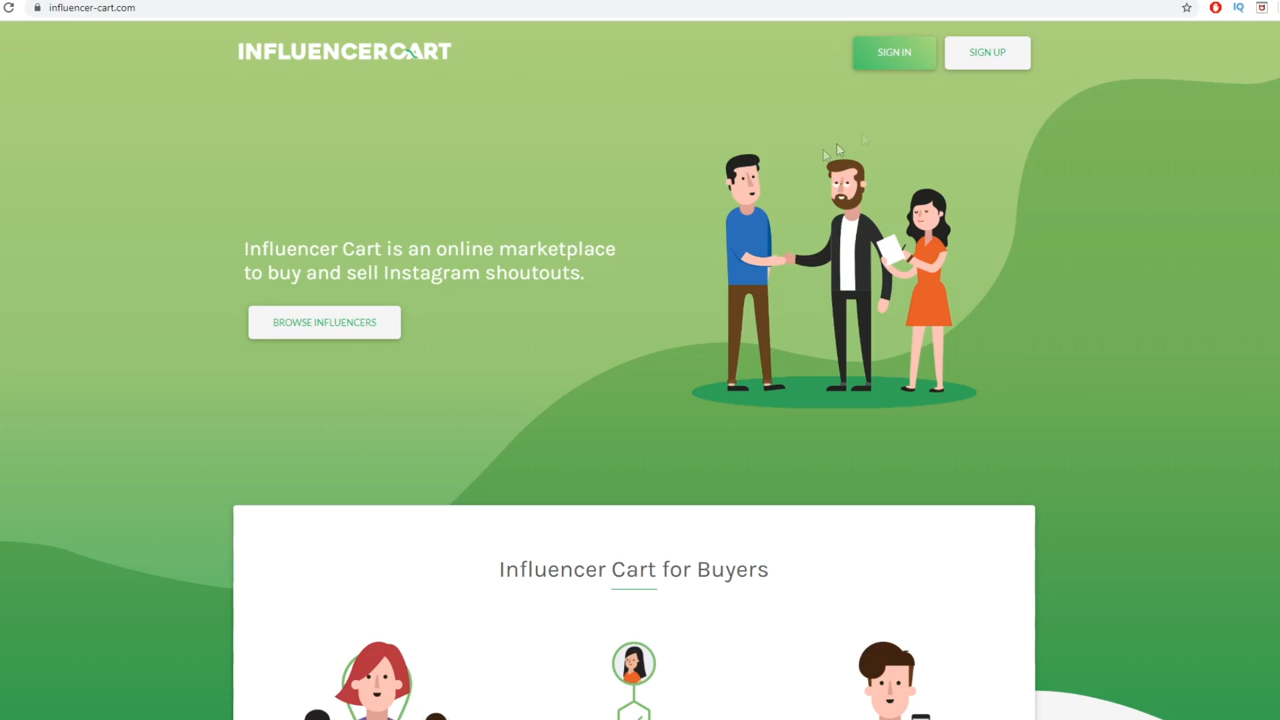 influencer-cart.com
IQ
INFLUENCERCART
SIGN IN
SIGN UP
Influencer Cart is an online marketplace
to buy and sell Instagram shoutouts.
BROWSE INFLUENCERS
Influencer Cart for Buyers